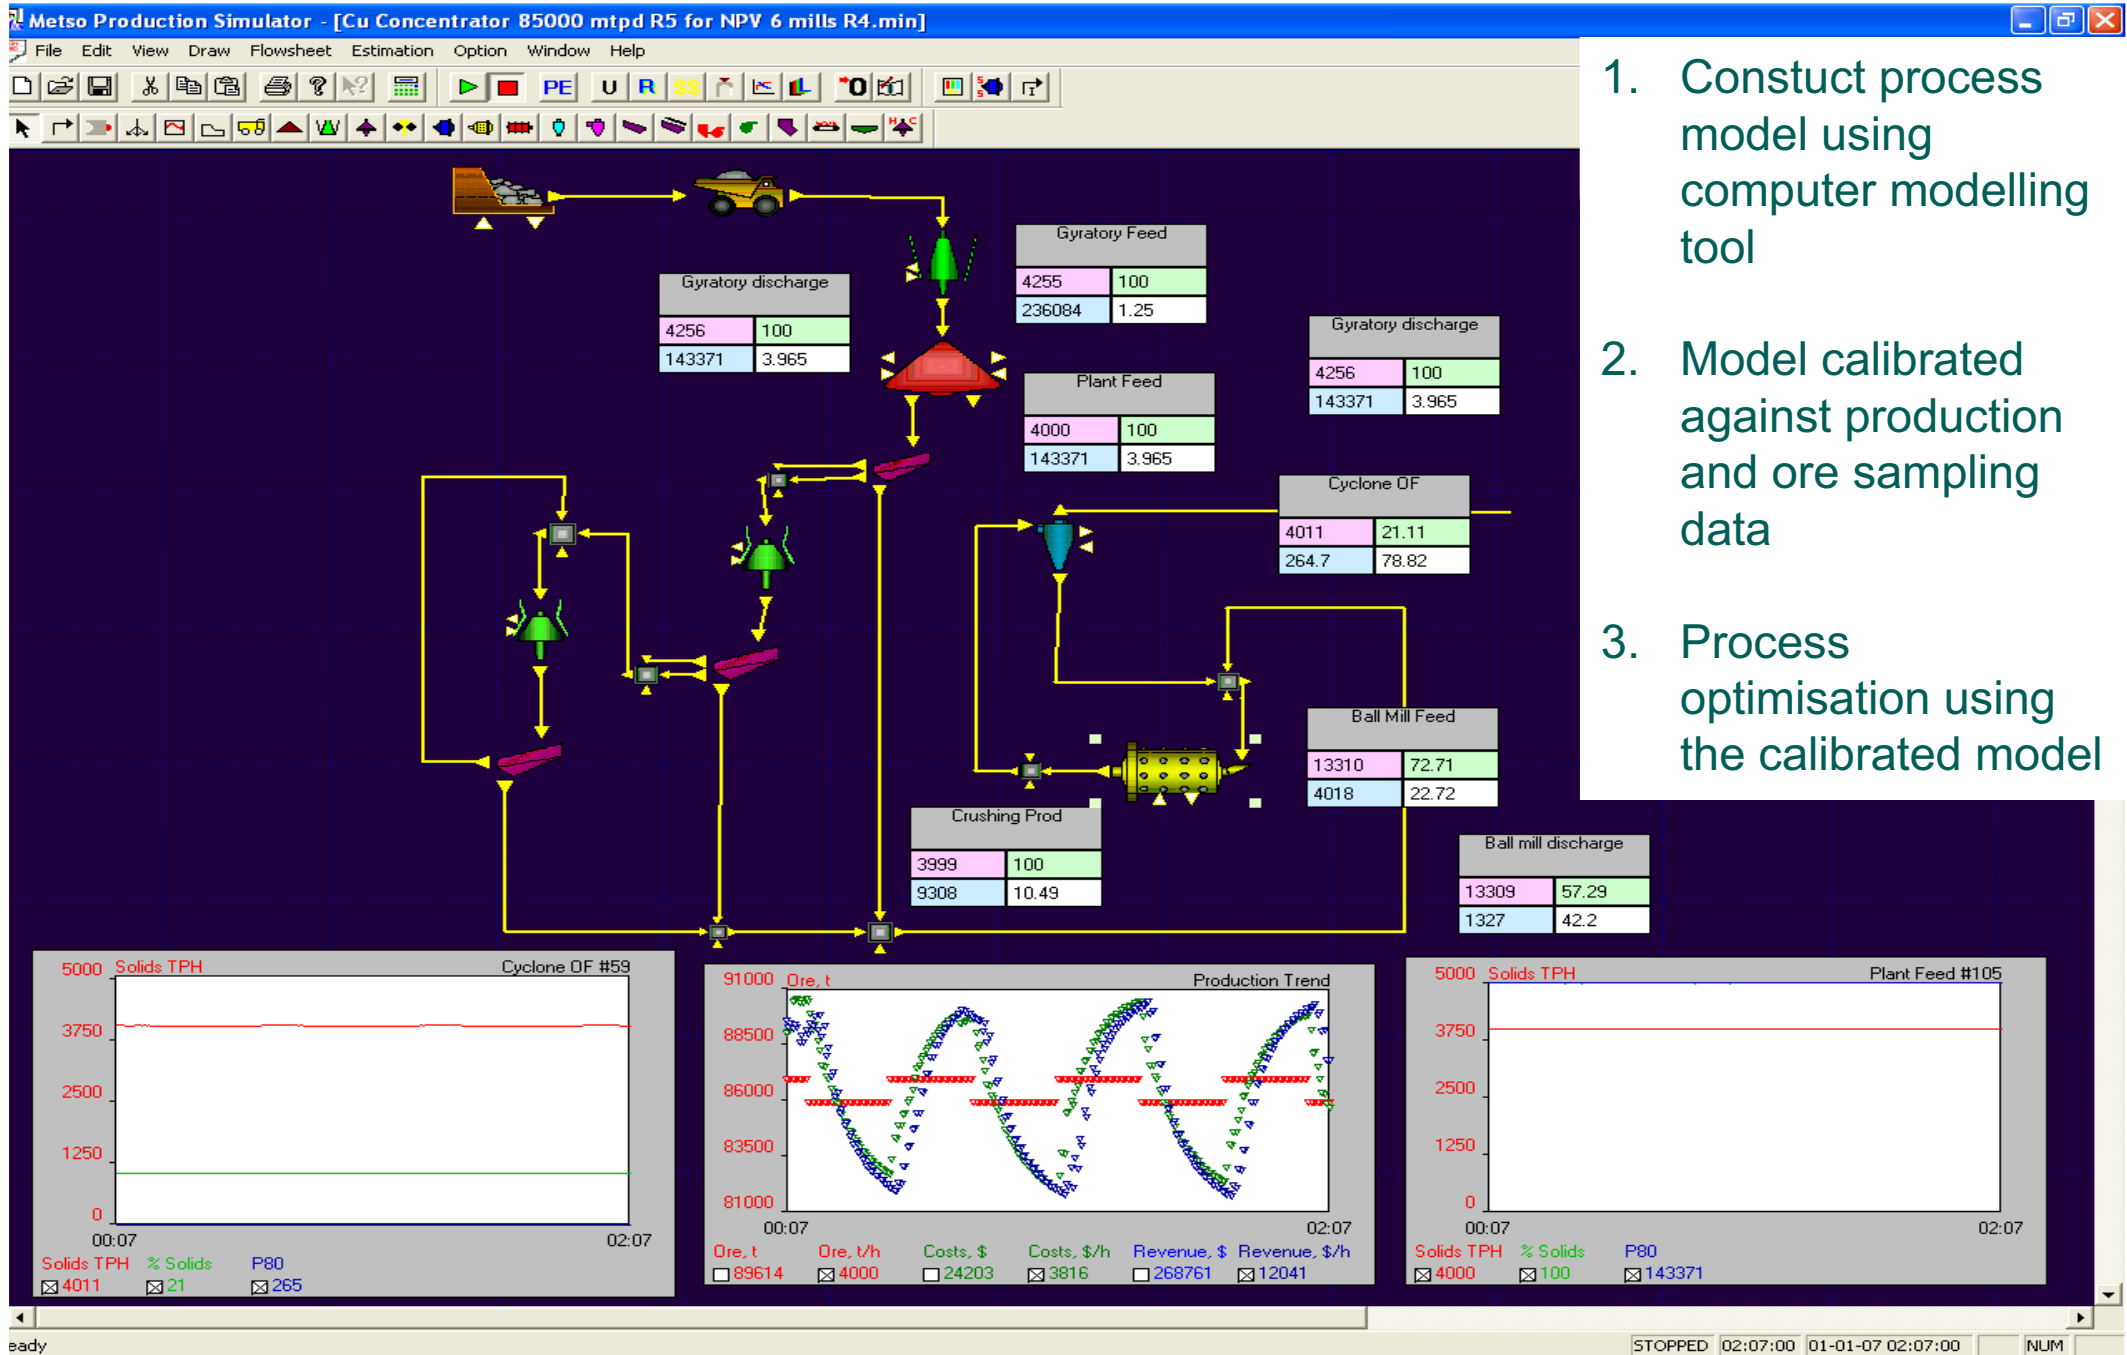 Metso Production Simulator - [Cu Concentrator 85000 mtpd R5 for NPV 6 mills R4.min]
File Edit View Draw Flowsheet Estimation Option Window Help
PE U R $$ 
1. Constuct process
model using
computer modelling
tool
2. Model calibrated
against production
and ore sampling
data
3. Process
optimisation using
the calibrated model
Gyratory Feed
4255 100
236084 1.25
Gyratory discharge
4256 100
143371 3.965
Gyratory discharge
4256 100
143371 3.965
Plant Feed
4000 100
143371 3.965
Cyclone OF
4011 21.11
264.7 78.82
Ball Mill Feed
13310 72.71
4018 22.72
Crushing Prod
3999 100
9308 10.49
Ball mill discharge
13309 57.29
1327 42.2
5000 Solids TPH Cyclone OF #59
3750
2500
1250
0
00:07 02:07
Solids TPH % Solids P80
4011 21 265
91000 Ore, t Production Trend
88500
86000
83500
81000
00:07 02:07
Ore, t Ore, t/h Costs, $ Costs, $/h Revenue, $ Revenue, $/h
89614 4000 24203 3816 268761 12041
5000 Solids TPH Plant Feed #105
3750
2500
1250
0
00:07 02:07
Solids TPH % Solids P80
4000 100 143371
eady STOPPED 02:07:00 01-01-07 02:07:00 NUM